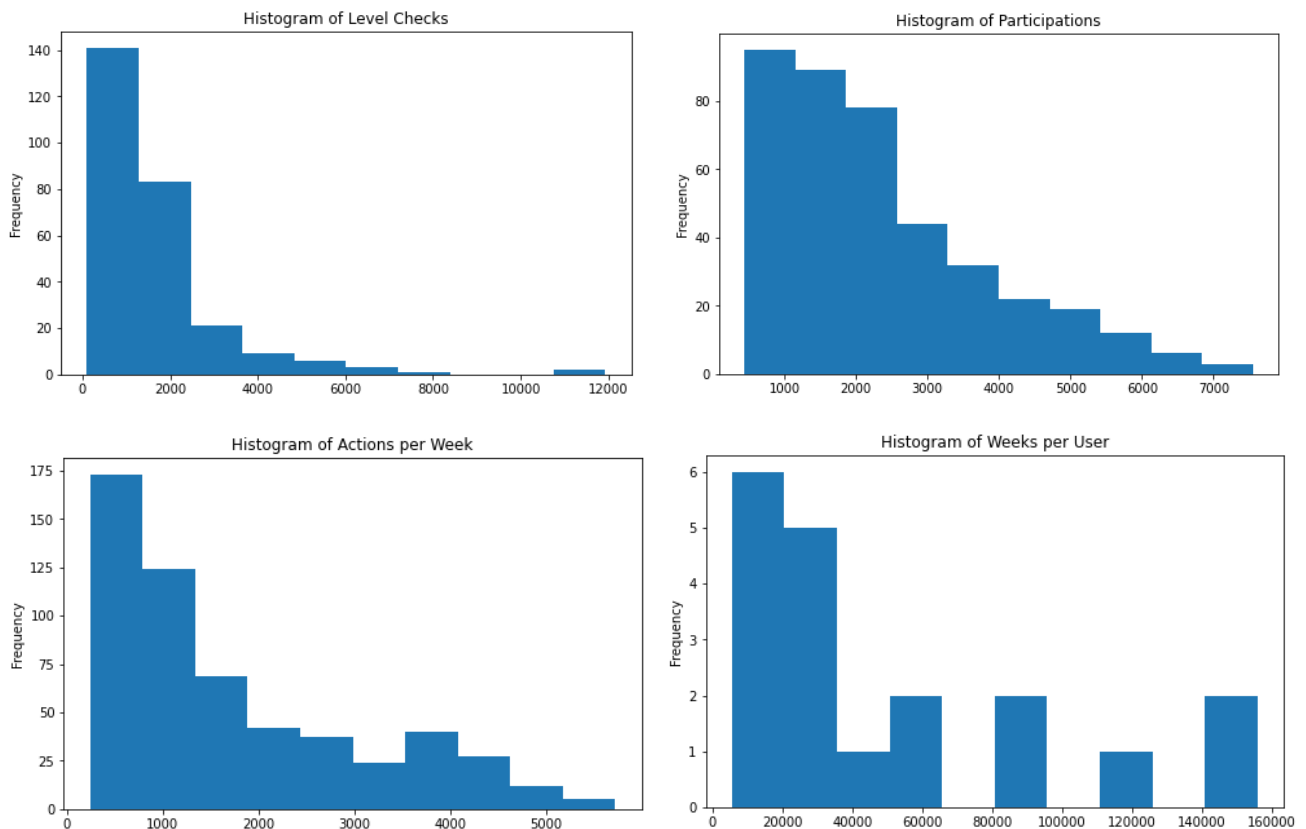 Histogram of Level Checks
Frequency
0
20
40
60
80
100
120
140
0 2000 4000 6000 8000 10000 12000
Histogram of Participations
Frequency
0
20
40
60
80
1000 2000 3000 4000 5000 6000 7000
Histogram of Actions per Week
Frequency
0
25
50
75
100
125
150
175
0 1000 2000 3000 4000 5000
Histogram of Weeks per User
Frequency
0
1
2
3
4
5
6
0 20000 40000 60000 80000 100000 120000 140000 160000